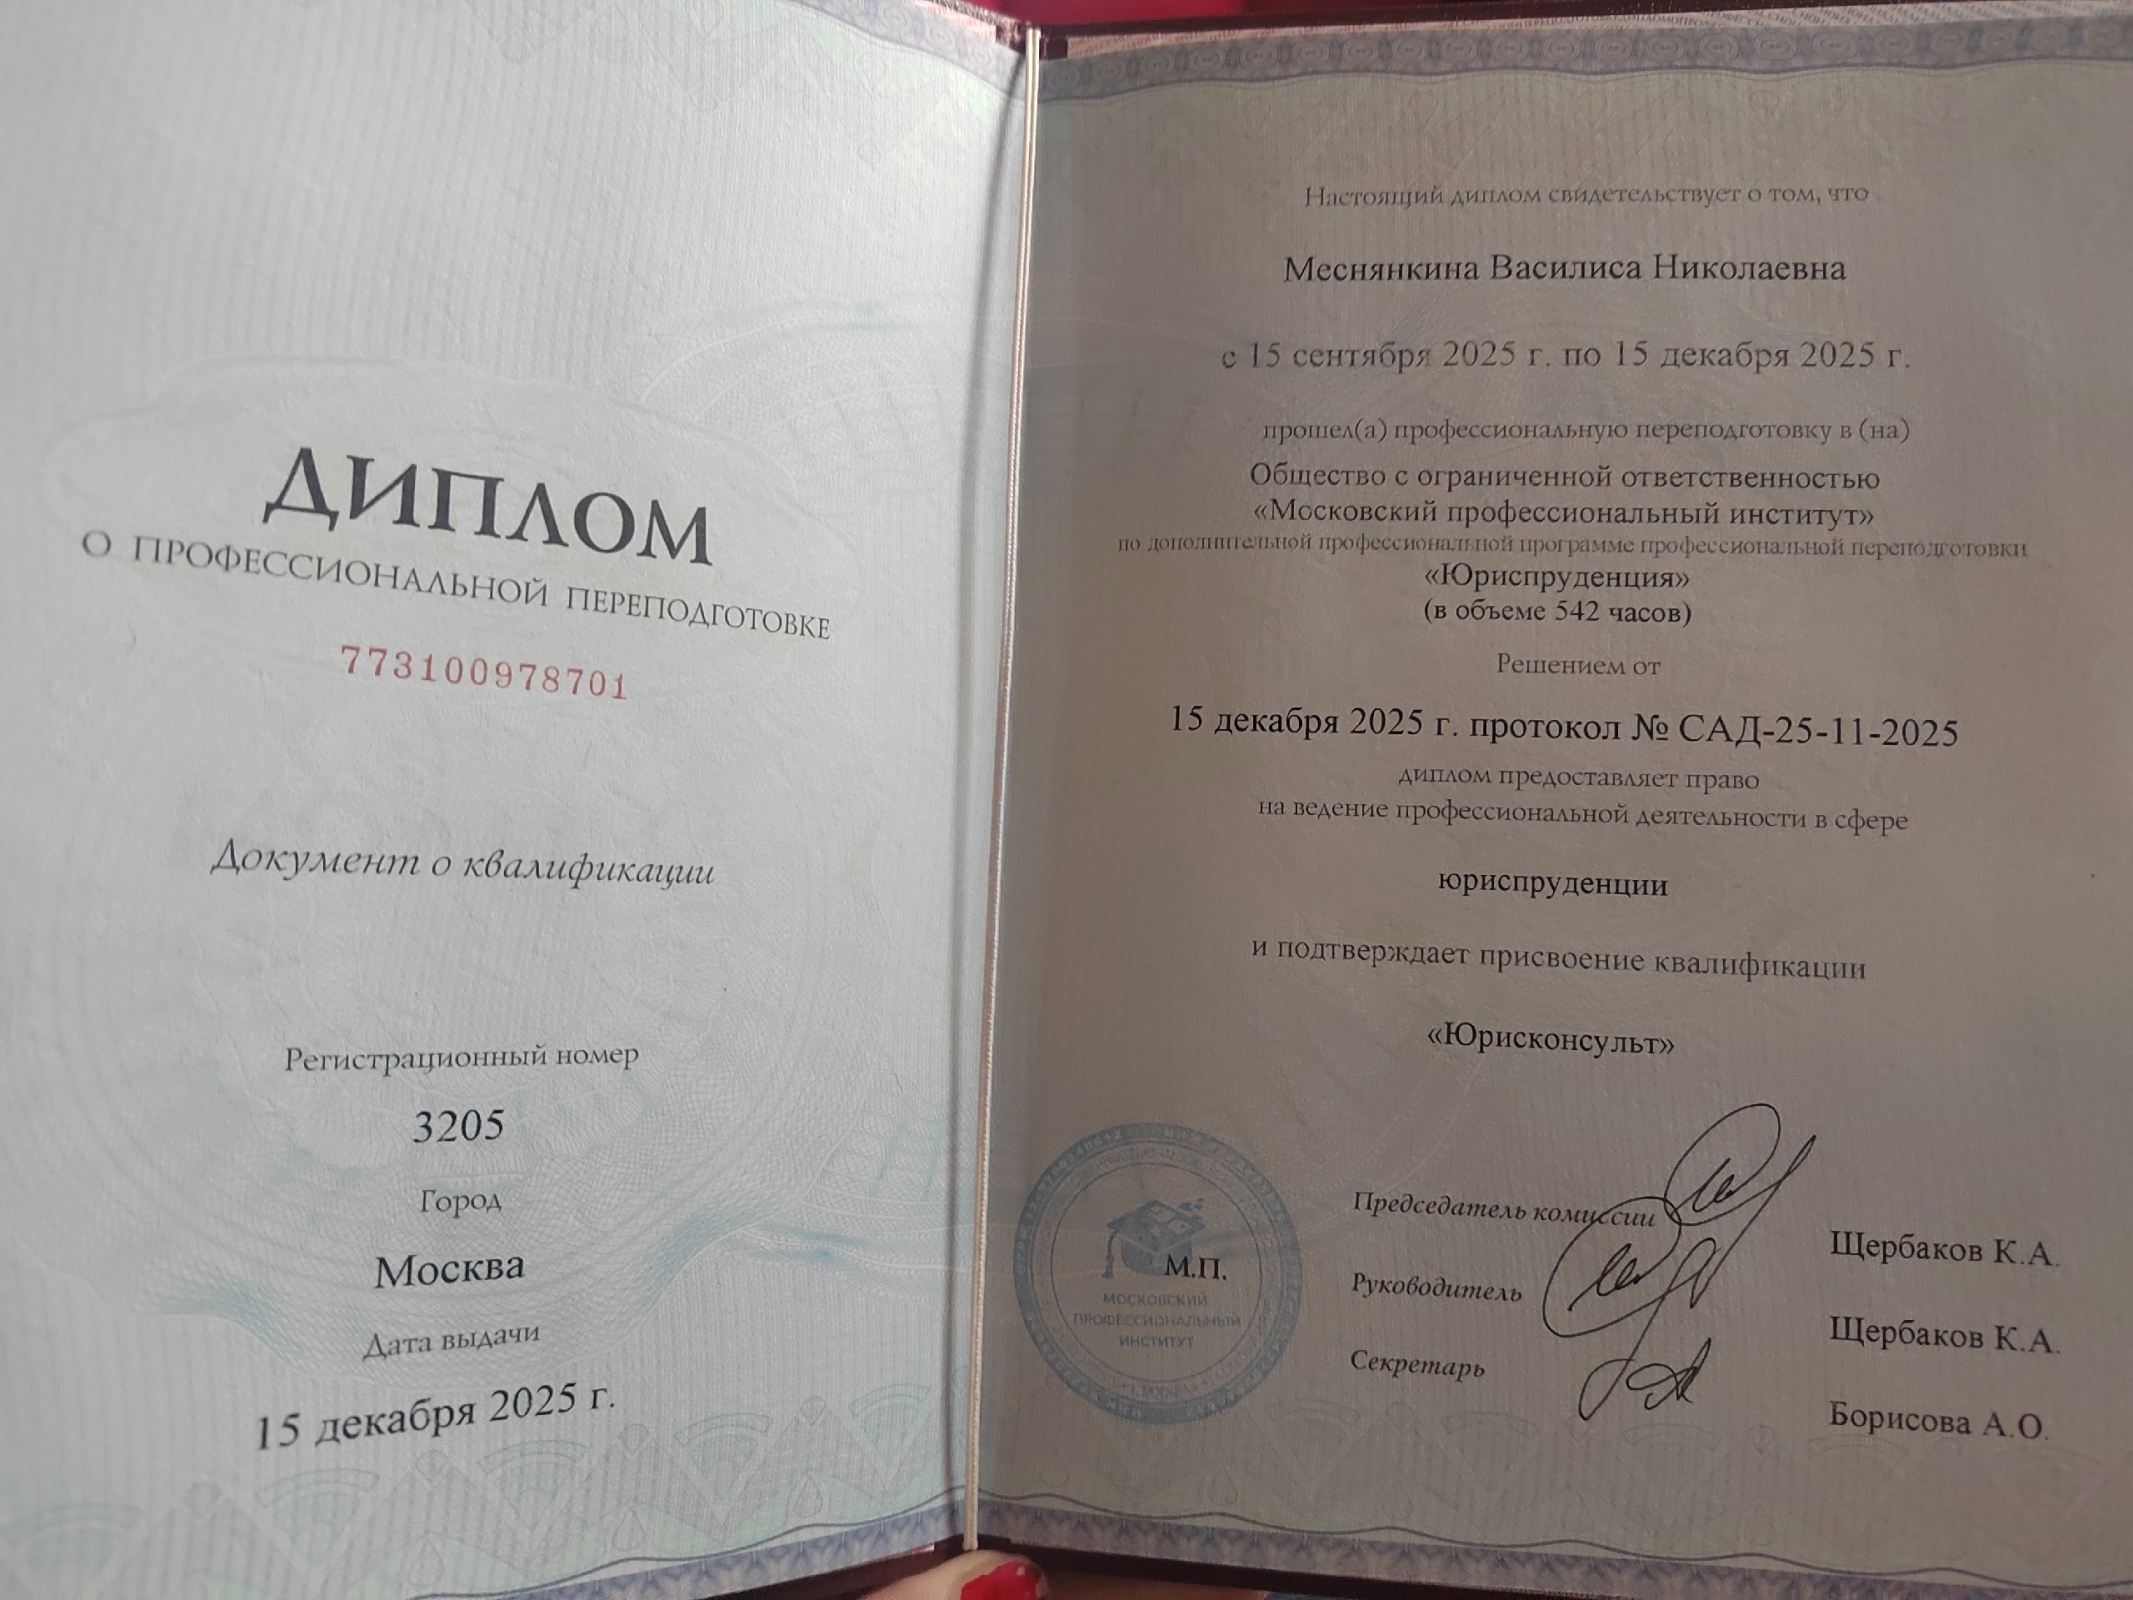 ДИПЛОМ
О ПРОФЕССИОНАЛЬНОЙ ПЕРЕПОДГОТОВКЕ
773100978701
Документ о квалификации
Регистрационный номер
3205
Город
Москва
Дата выдачи
15 декабря 2025 г.
Настоящий диплом свидетельствует о том, что
Меснянкина Василиса Николаевна
с 15 сентября 2025 г. по 15 декабря 2025 г.
прошел(а) профессиональную переподготовку в (на)
Общество с ограниченной ответственностью
«Московский профессиональный институт»
по дополнительной профессиональной программе профессиональной переподготовки
«Юриспруденция»
(в объеме 542 часов)
Решением от
15 декабря 2025 г. протокол № САД-25-11-2025
диплом предоставляет право
на ведение профессиональной деятельности в сфере
юриспруденции
и подтверждает присвоение квалификации
«Юрисконсульт»
Председатель комиссии
Щербаков К.А.
М.П.
Руководитель
Щербаков К.А.
Секретарь
Борисова А.О.
МОСКОВСКИЙ
ПРОФЕССИОНАЛЬНЫЙ
ИНСТИТУТ